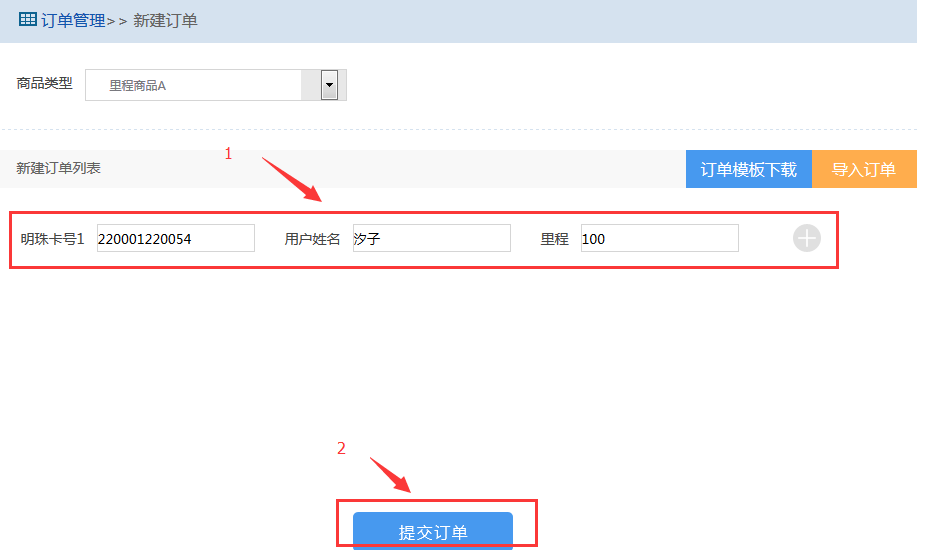 订单管理>> 新建订单
商品类型 里程商品A
新建订单列表 1 订单模板下载 导入订单
明珠卡号1 220001220054 用户姓名 汐子 里程 100
2
提交订单